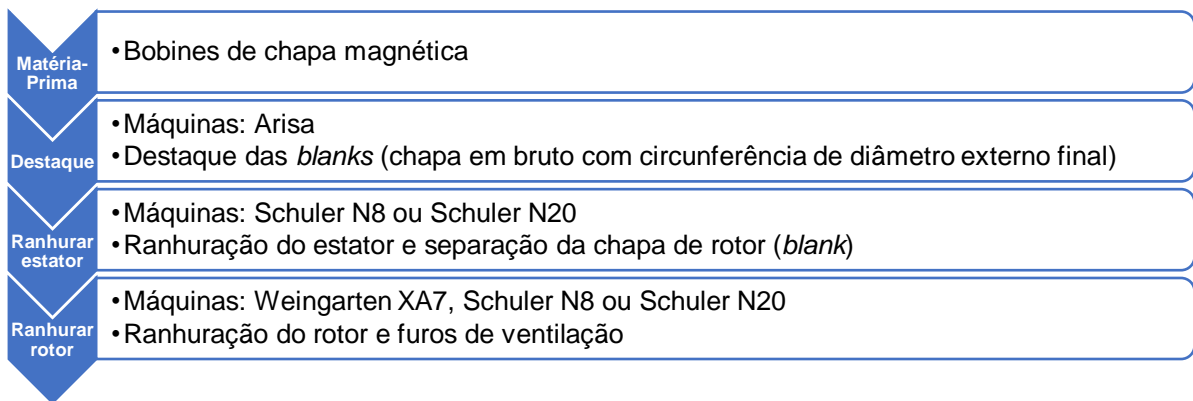 Matéria-
Prima
•Bobines de chapa magnética
Destaque
•Máquinas: Arisa
•Destaque das blanks (chapa em bruto com circunferência de diâmetro externo final)
Ranhurar
estator
•Máquinas: Schuler N8 ou Schuler N20
•Ranhuração do estator e separação da chapa de rotor (blank)
Ranhurar
rotor
•Máquinas: Weingarten XA7, Schuler N8 ou Schuler N20
•Ranhuração do rotor e furos de ventilação